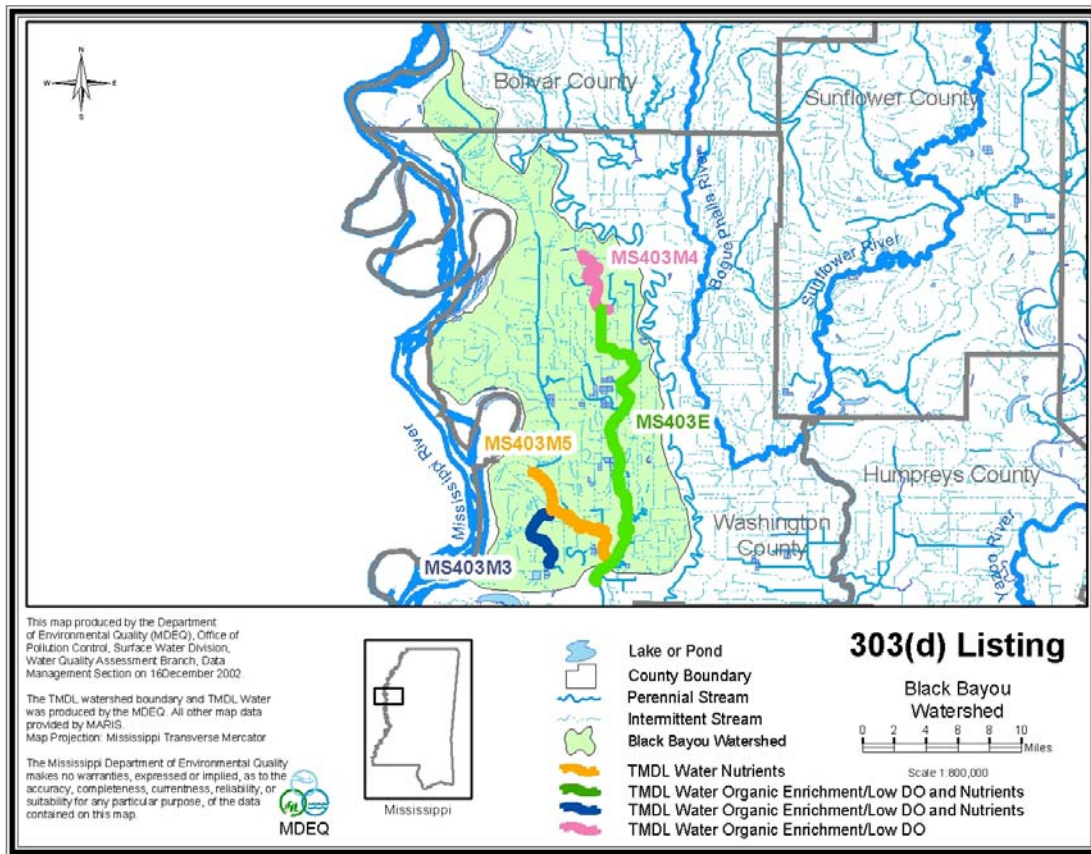 N
W E
S
Bolivar County
Sunflower County
Bogue Phalia River
Sunflower River
MS403M4
MS403E
Mississippi River
MS403M5
Humpreys County
Washington
County
Yazoo River
MS403M3
This map produced by the Department
of Environmental Quality (MDEQ), Office of
Pollution Control, Surface Water Division,
Water Quality Assessment Branch, Data
Management Section on 16December 2002.
The TMDL watershed boundary and TMDL Water
was produced by the MDEQ. All other map data
provided by MARIS.
Map Projection: Mississippi Transverse Mercator
The Mississippi Department of Environmental Quality
makes no warranties, expressed or implied, as to the
accuracy, completeness, currentness, reliability, or
suitability for any particular purpose, of the data
contained on this map.
MDEQ
Mississippi
Lake or Pond
County Boundary
Perennial Stream
Intermittent Stream
Black Bayou Watershed
TMDL Water Nutrients
TMDL Water Organic Enrichment/Low DO and Nutrients
TMDL Water Organic Enrichment/Low DO and Nutrients
TMDL Water Organic Enrichment/Low DO
303(d) Listing
Black Bayou
Watershed
0 2 4 6 8 10
Miles
Scale 1:800,000